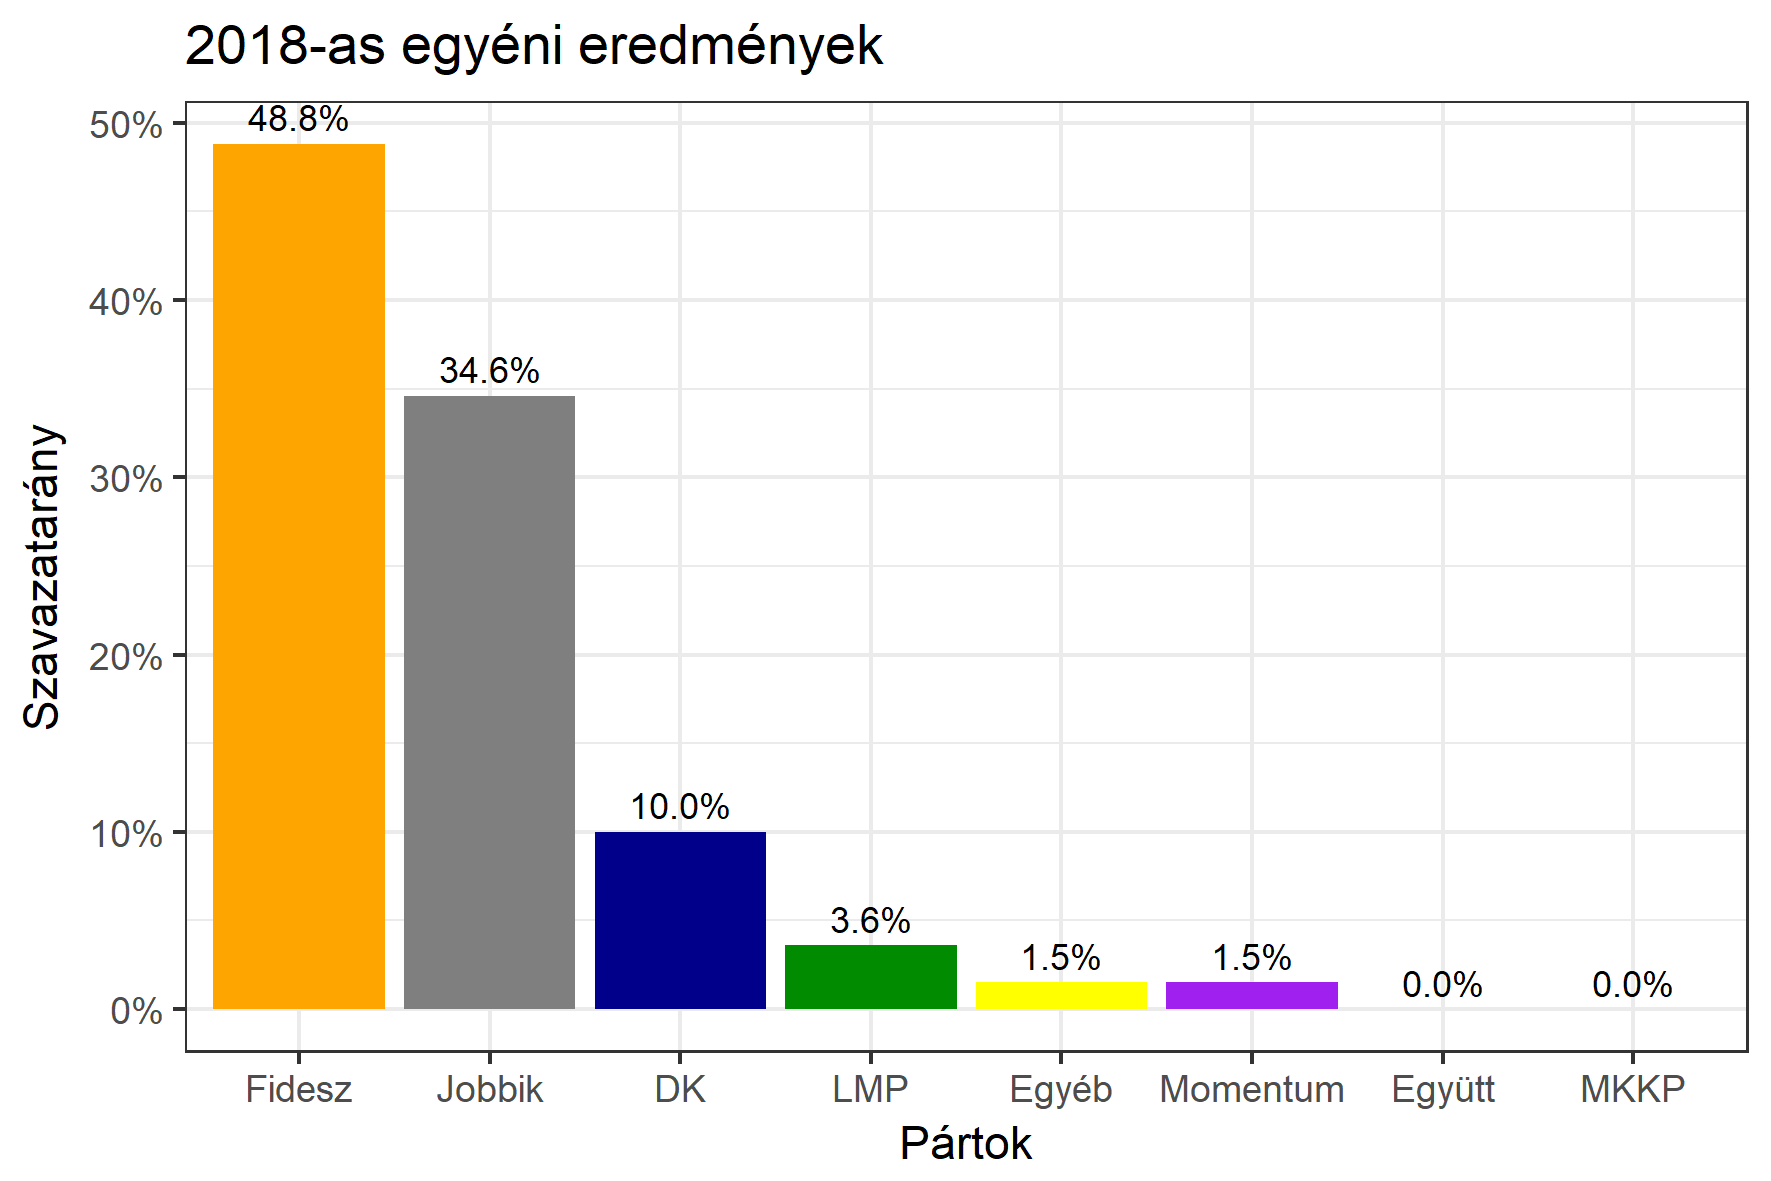 2018-as egyéni eredmények
Szavazatarány
50%
40%
30%
20%
10%
0%
48.8%
34.6%
10.0%
3.6%
1.5%
1.5%
0.0%
0.0%
Fidesz
Jobbik
DK
LMP
Egyéb
Momentum
Együtt
MKKP
Pártok